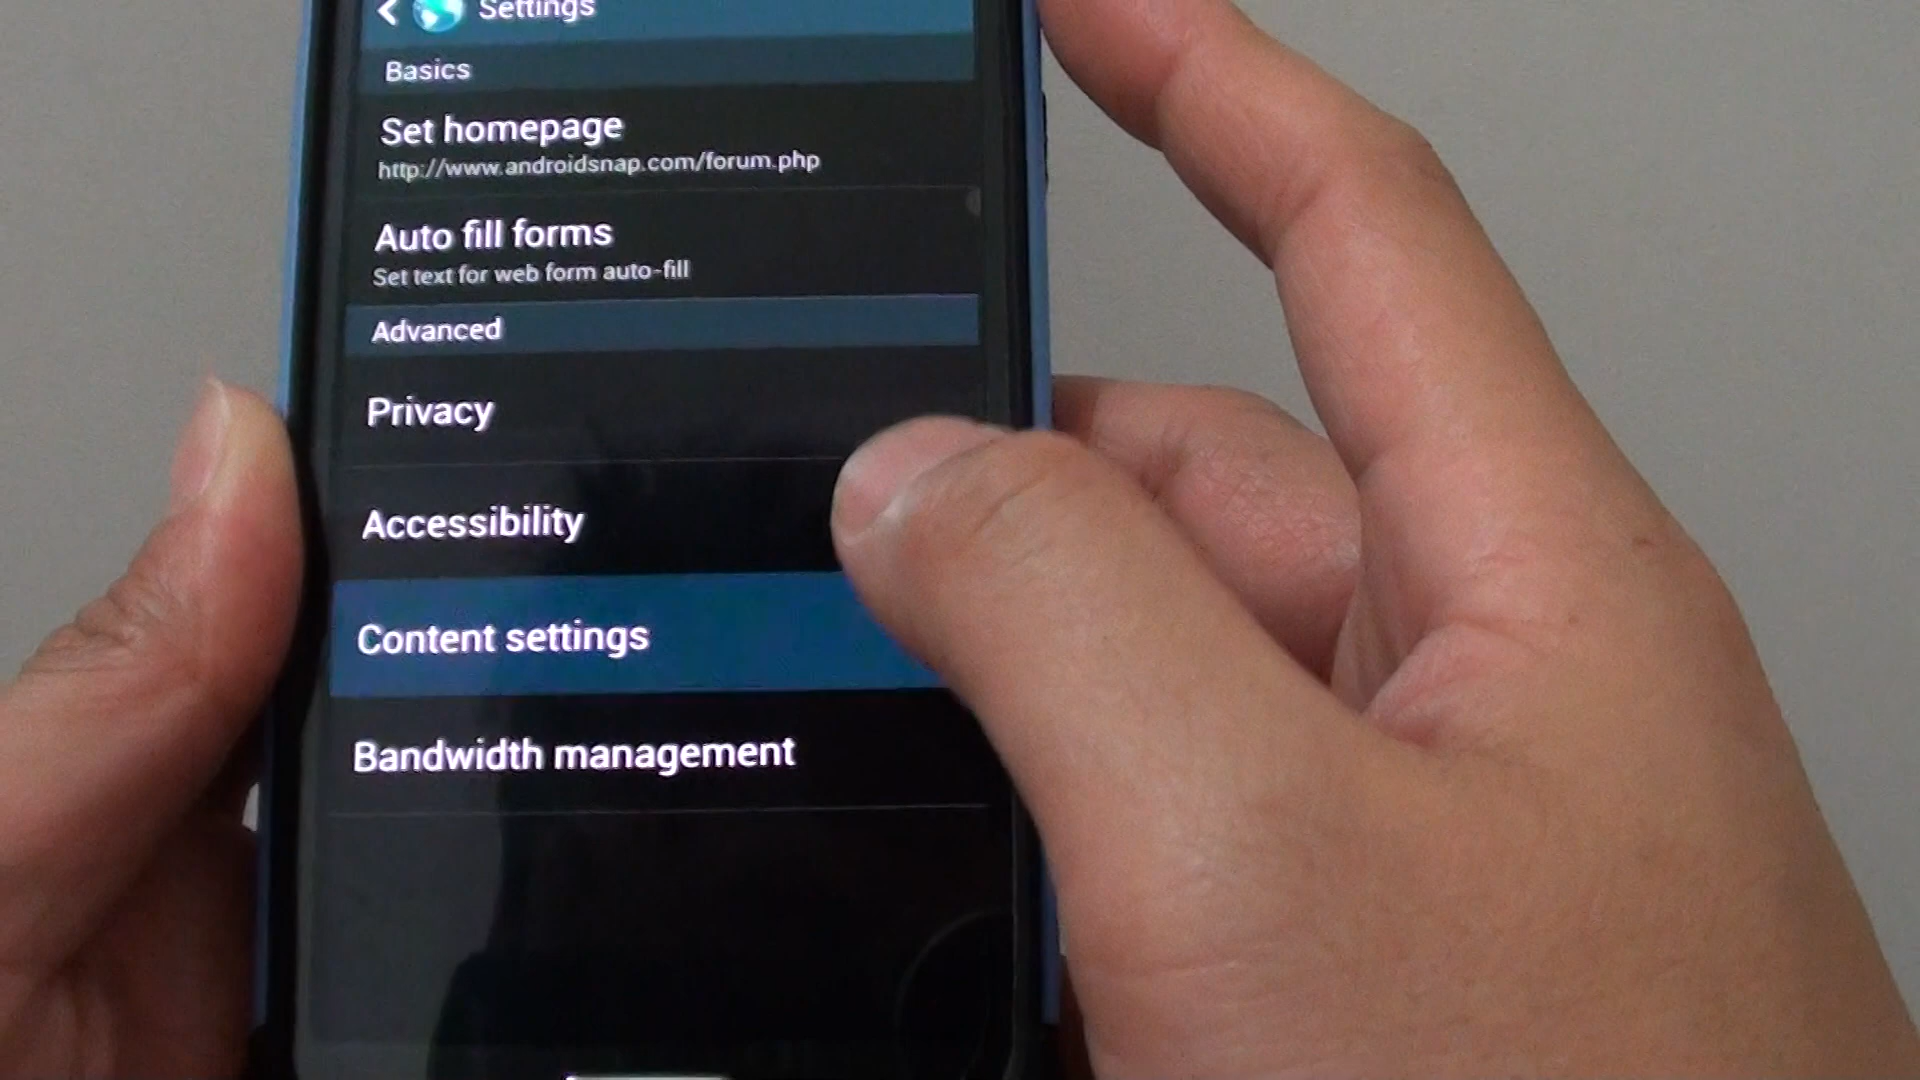 Settings
Basics
Set homepage
http://www.androidsnap.com/forum.php
Auto fill forms
Set text for web form auto-fill
Advanced
Privacy
Accessibility
Content settings
Bandwidth management